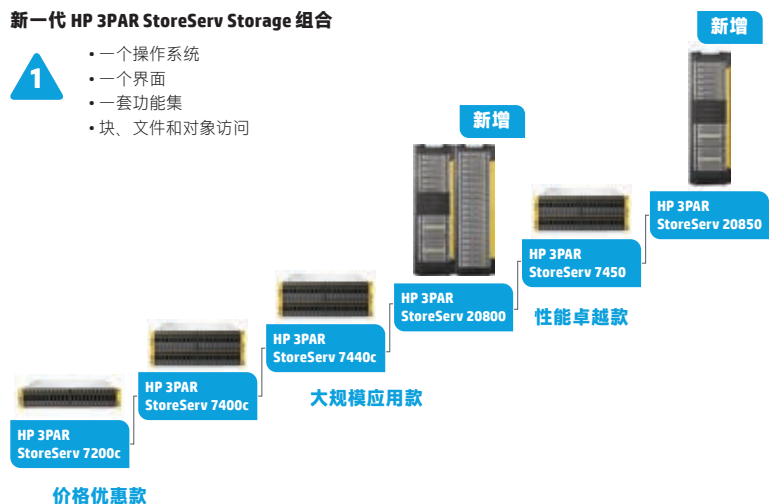 新一代 HP 3PAR StoreServ Storage 组合
1
• 一个操作系统
• 一个界面
• 一套功能集
• 块、文件和对象访问
新增
新增
HP 3PAR
StoreServ 20850
HP 3PAR
StoreServ 7450
性能卓越款
HP 3PAR
StoreServ 20800
HP 3PAR
StoreServ 7440c
大规模应用款
HP 3PAR
StoreServ 7400c
HP 3PAR
StoreServ 7200c
价格优惠款